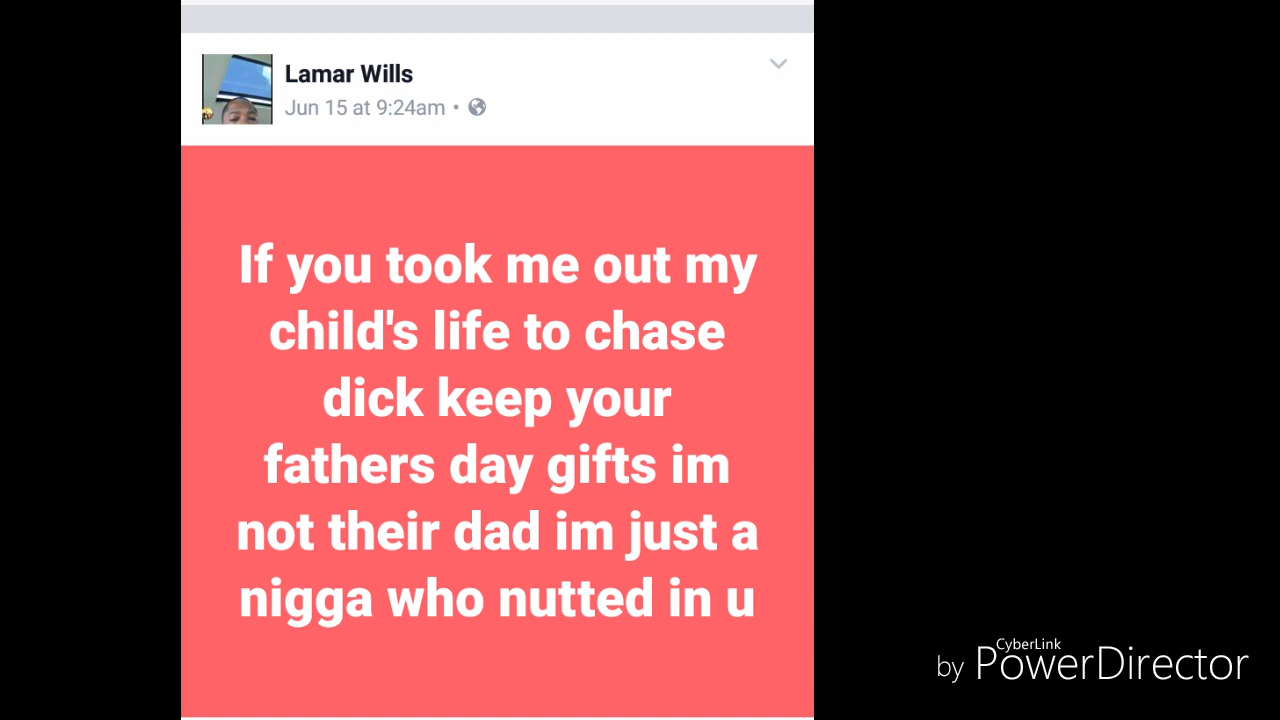 Lamar Wills
Jun 15 at 9:24am •
If you took me out my
child's life to chase
dick keep your
fathers day gifts im
not their dad im just a
nigga who nutted in u
CyberLink
by PowerDirector